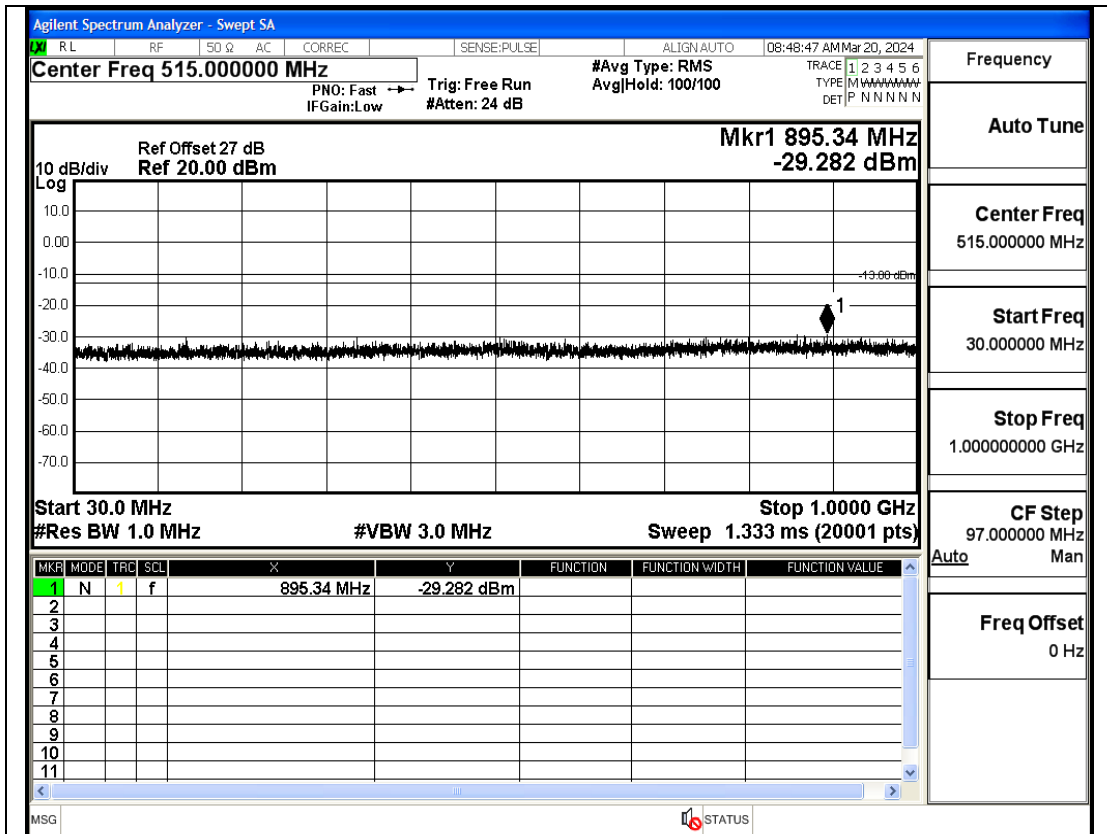 Agilent Spectrum Analyzer - Swept SA
LXI RL RF 50 Ω AC CORREC SENSE:PULSE ALIGN AUTO 08:48:47 AM Mar 20, 2024
Center Freq 515.000000 MHz
PNO: Fast
IFGain:Low
Trig: Free Run
#Atten: 24 dB
#Avg Type: RMS
Avg|Hold: 100/100
TRACE 1 2 3 4 5 6
TYPE M WWWWW
DET P N N N N N
Mkr1 895.34 MHz
-29.282 dBm
Ref Offset 27 dB
10 dB/div Ref 20.00 dBm
Log
10.0
0.00
-10.0
-13.00 dBm
-20.0
1
-30.0
-40.0
-50.0
-60.0
-70.0
Start 30.0 MHz Stop 1.0000 GHz
#Res BW 1.0 MHz #VBW 3.0 MHz Sweep 1.333 ms (20001 pts)
MKR MODE TRC SCL X Y FUNCTION FUNCTION WIDTH FUNCTION VALUE
1 N 1 f 895.34 MHz -29.282 dBm
2
3
4
5
6
7
8
9
10
11
MSG STATUS
Frequency
Auto Tune
Center Freq
515.000000 MHz
Start Freq
30.000000 MHz
Stop Freq
1.000000000 GHz
CF Step
97.000000 MHz
Auto Man
Freq Offset
0 Hz